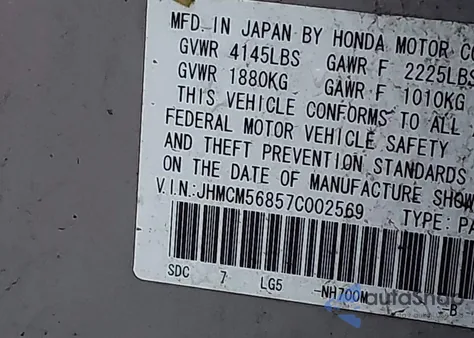 MFD. IN JAPAN BY HONDA MOTOR CO
GVWR 4145LBS GAWR F 2225LBS
GVWR 1880KG GAWR F 1010KG
THIS VEHICLE CONFORMS TO ALL
FEDERAL MOTOR VEHICLE SAFETY
AND THEFT PREVENTION STANDARDS
ON THE DATE OF MANUFACTURE SHOW
V.I.N.:JHMCM56857C002569 TYPE:PA
SDC 7 LG5 -NH700M -B
autoSnap